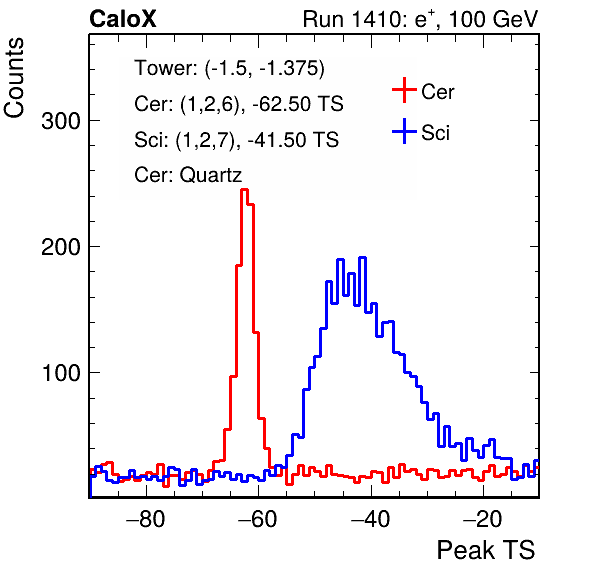 CaloX Run 1410: e⁺, 100 GeV
Counts
Tower: (-1.5, -1.375)
Cer: (1,2,6), -62.50 TS
Sci: (1,2,7), -41.50 TS
Cer: Quartz
Cer
Sci
300
200
100
−80 −60 −40 −20
Peak TS